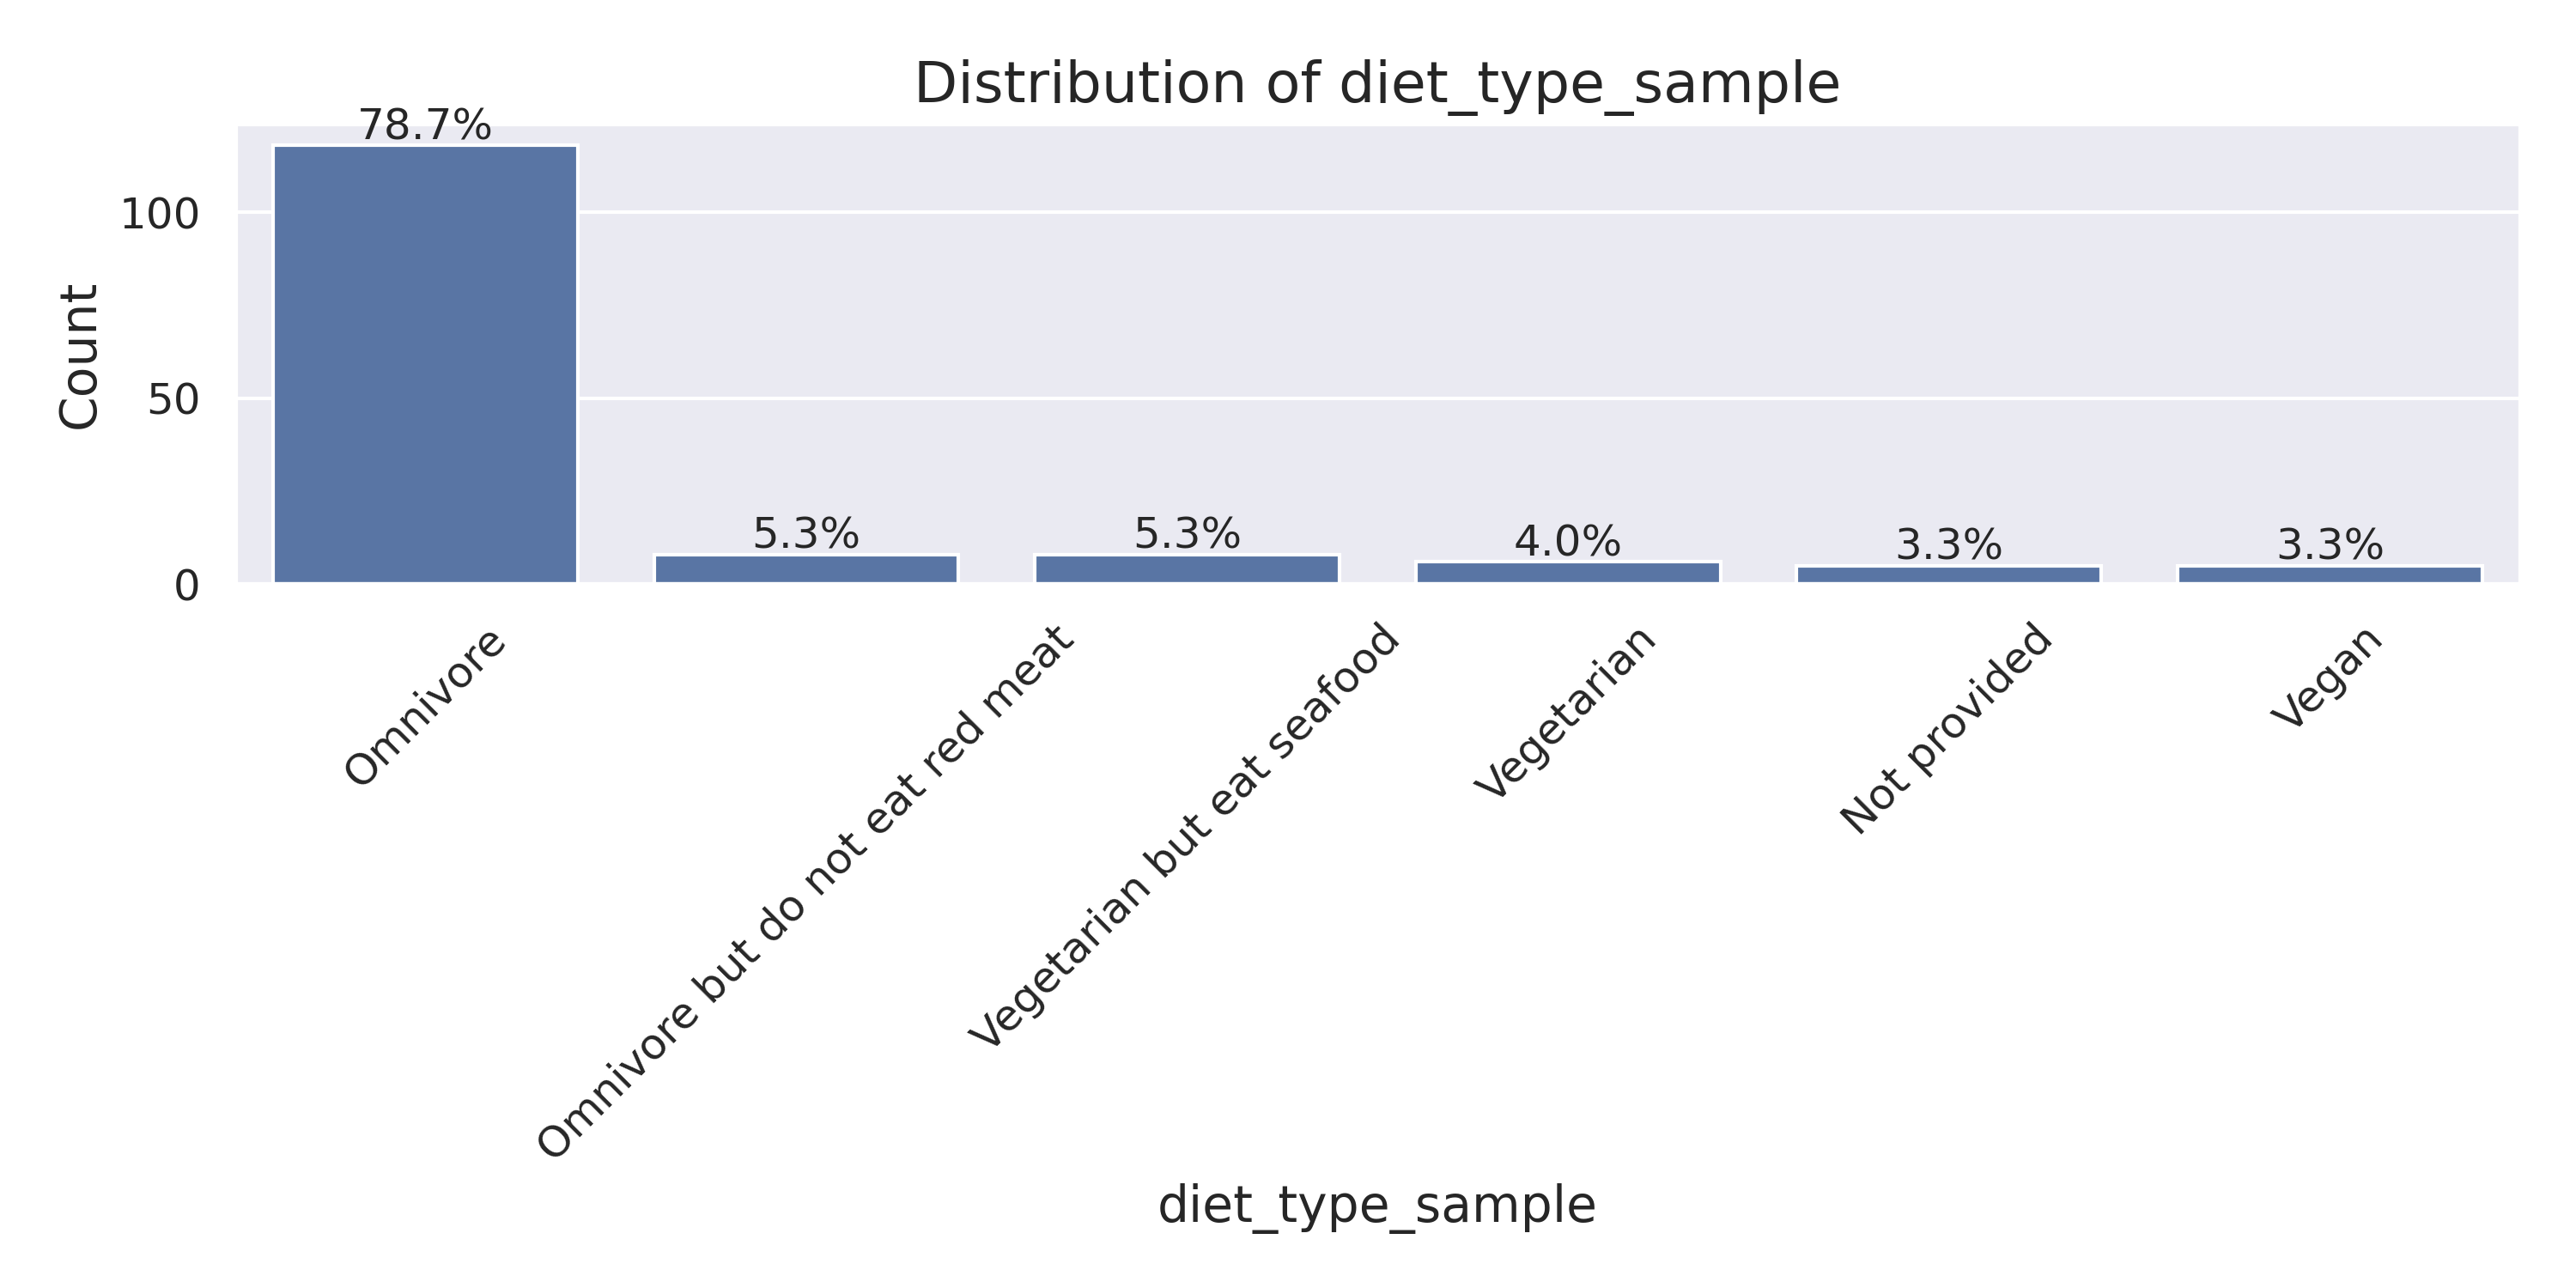 Distribution of diet_type_sample
78.7%
5.3%
5.3%
4.0%
3.3%
3.3%
Count
100
50
0
Omnivore
Omnivore but do not eat red meat
Vegetarian but eat seafood
Vegetarian
Not provided
Vegan
diet_type_sample